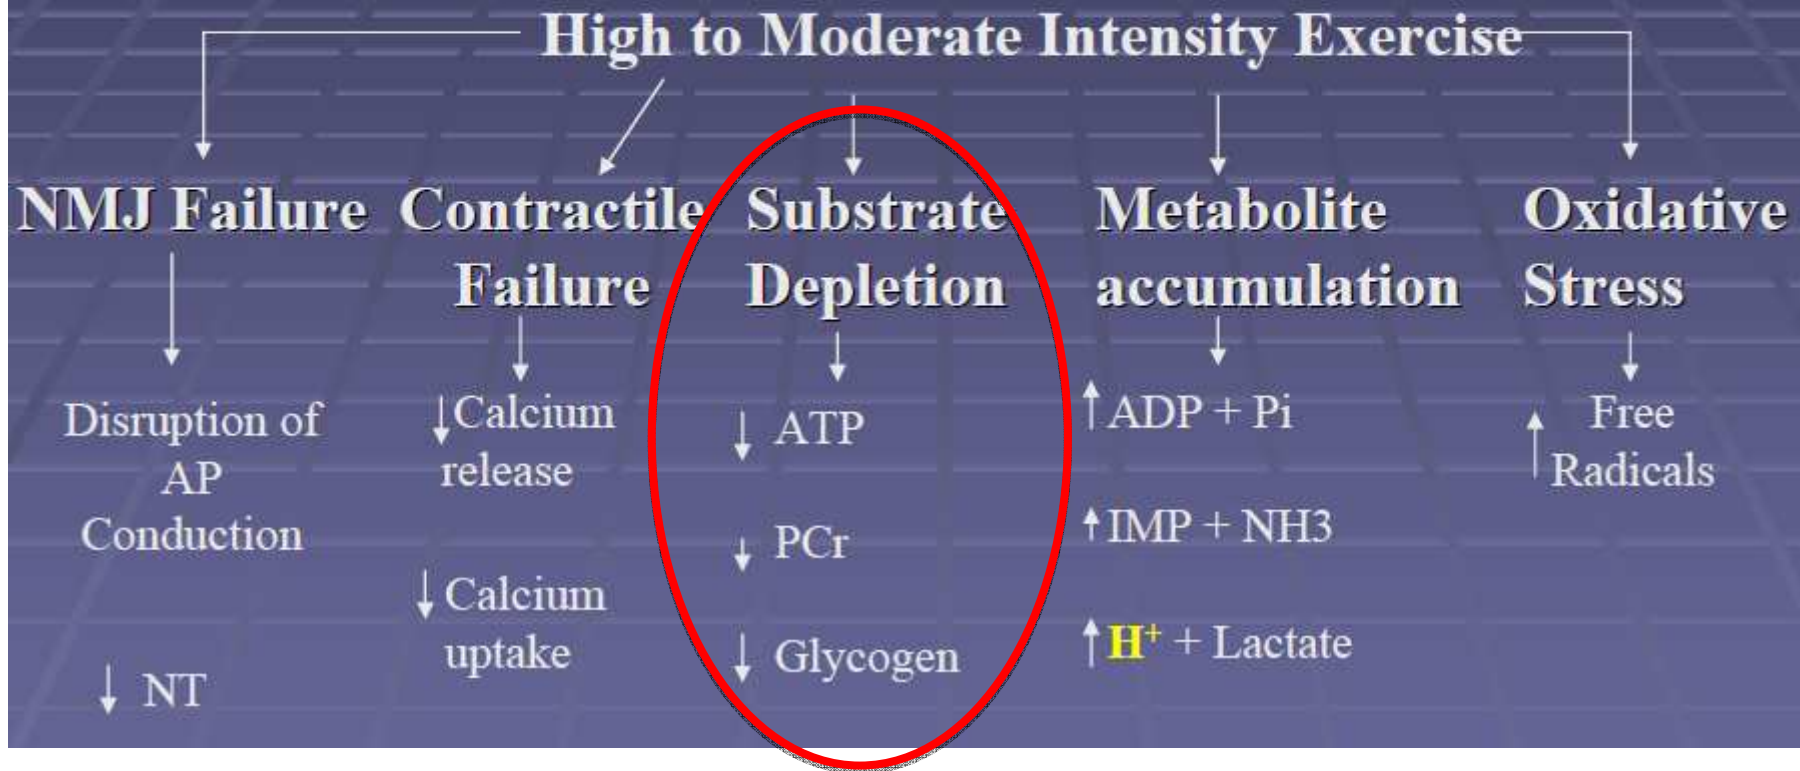 High to Moderate Intensity Exercise
NMJ Failure
Disruption of
AP
Conduction
↓ NT
Contractile
Failure
↓Calcium
release
↓ Calcium
uptake
Substrate
Depletion
↓ ATP
↓ PCr
↓ Glycogen
Metabolite
accumulation
↑ADP + Pi
↑IMP + NH3
↑H⁺ + Lactate
Oxidative
Stress
↑ Free
Radicals